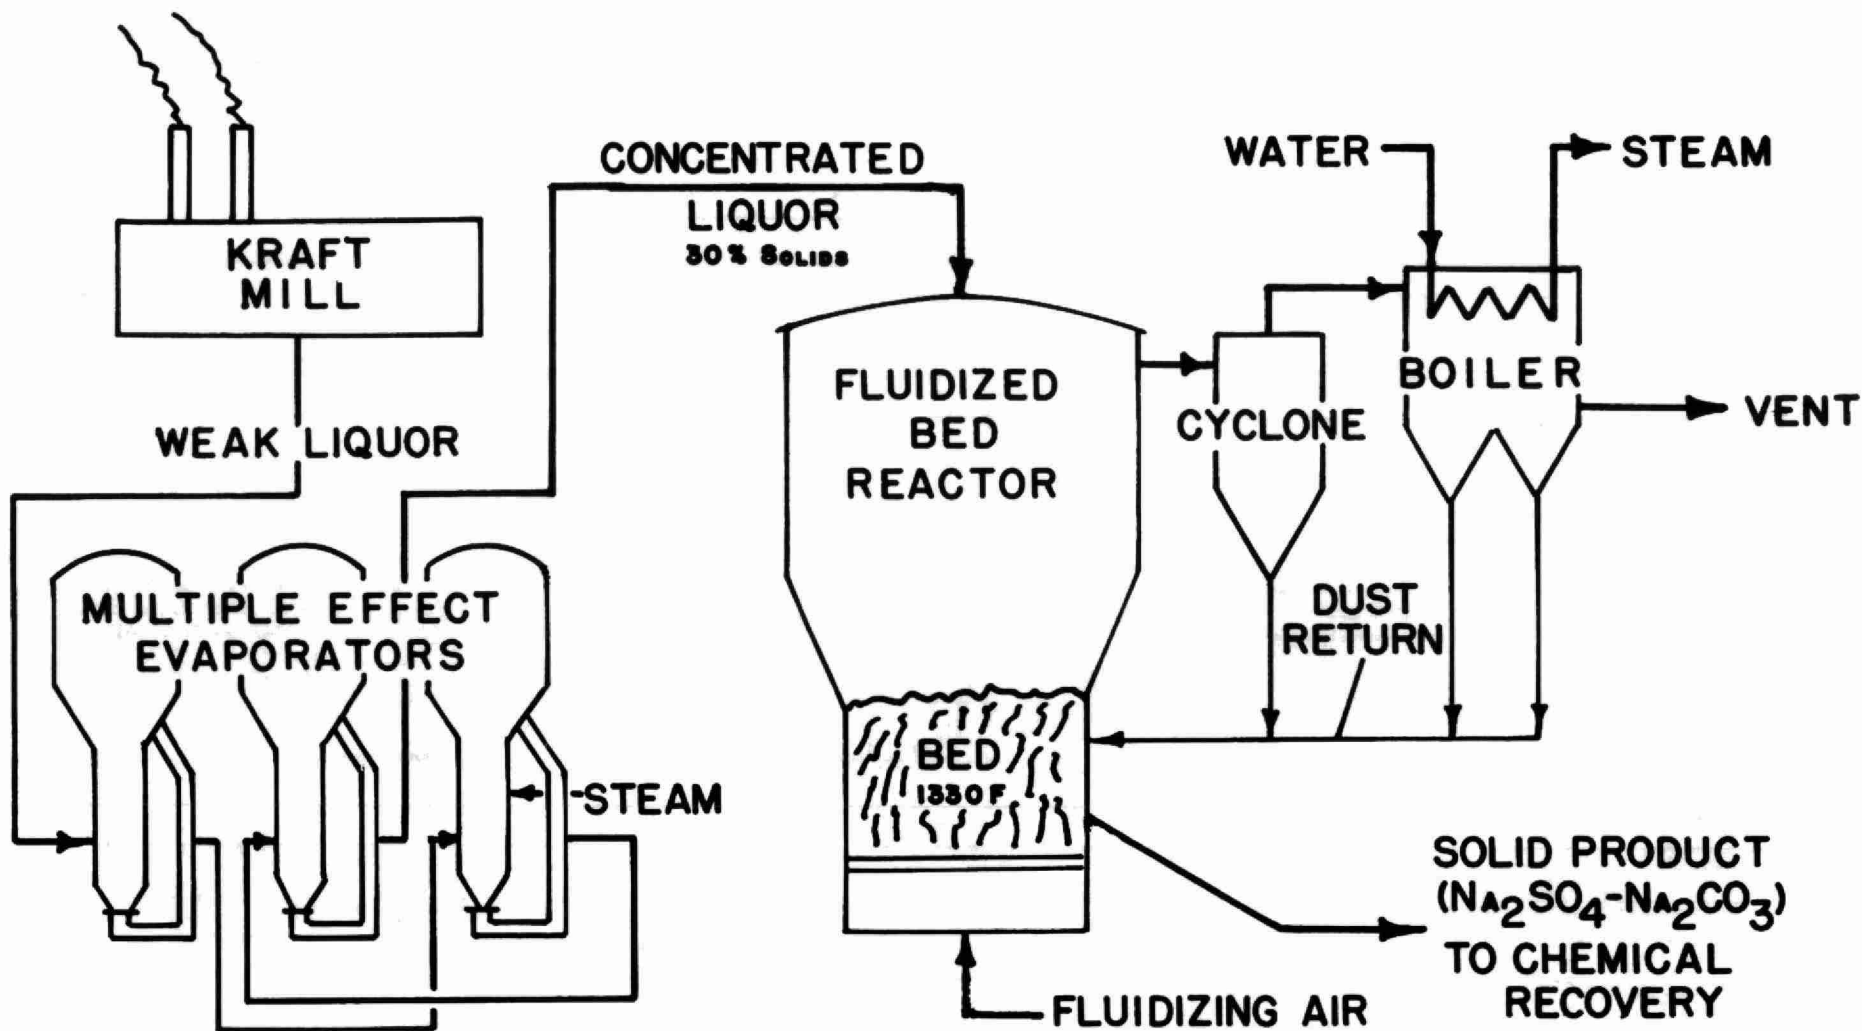 KRAFT
MILL
WEAK LIQUOR
MULTIPLE EFFECT
EVAPORATORS
STEAM
CONCENTRATED
LIQUOR
30% SOLIDS
FLUIDIZED
BED
REACTOR
BED
1330F
FLUIDIZING AIR
CYCLONE
WATER
STEAM
BOILER
VENT
DUST
RETURN
SOLID PRODUCT
(NA₂SO₄-NA₂CO₃)
TO CHEMICAL
RECOVERY